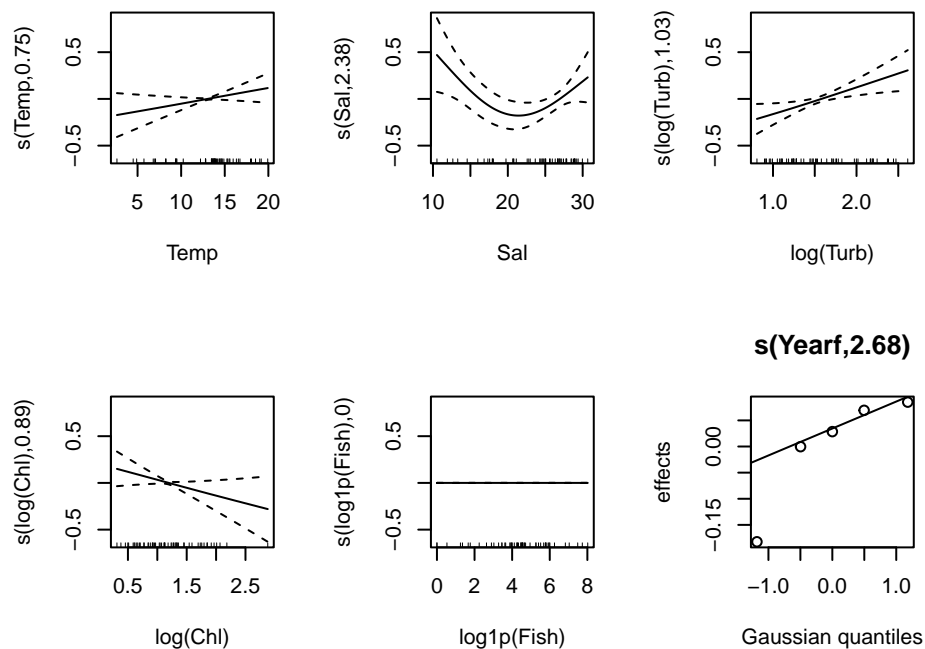 s(Temp,0.75)
0.5
−0.5
5 10 15 20
Temp
s(Sal,2.38)
0.5
−0.5
10 20 30
Sal
s(log(Turb),1.03)
0.5
−0.5
1.0 2.0
log(Turb)
s(log(Chl),0.89)
0.5
−0.5
0.5 1.5 2.5
log(Chl)
s(log1p(Fish),0)
0.5
−0.5
0 2 4 6 8
log1p(Fish)
s(Yearf,2.68)
effects
0.00
−0.15
−1.0 0.0 1.0
Gaussian quantiles